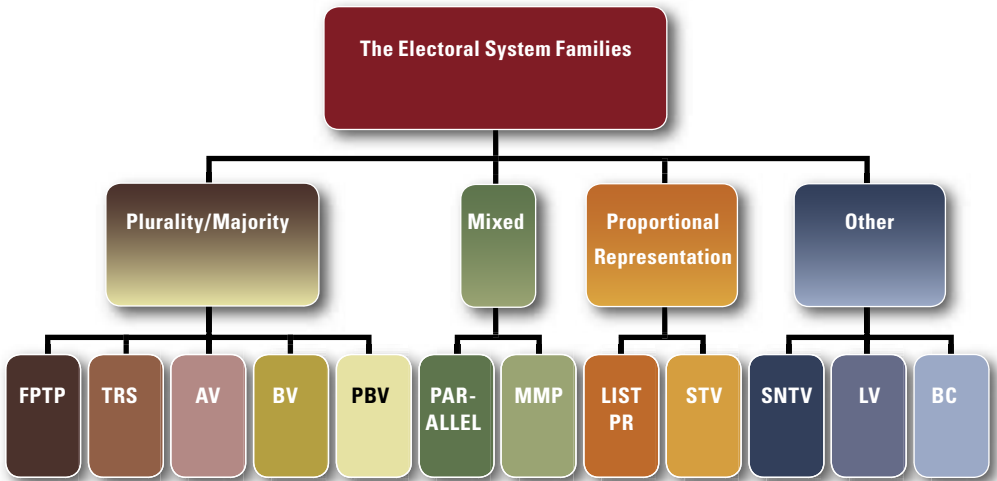 The Electoral System Families
Plurality/Majority
Mixed
Proportional
Representation
Other
FPTP
TRS
AV
BV
PBV
PAR-
ALLEL
MMP
LIST
PR
STV
SNTV
LV
BC